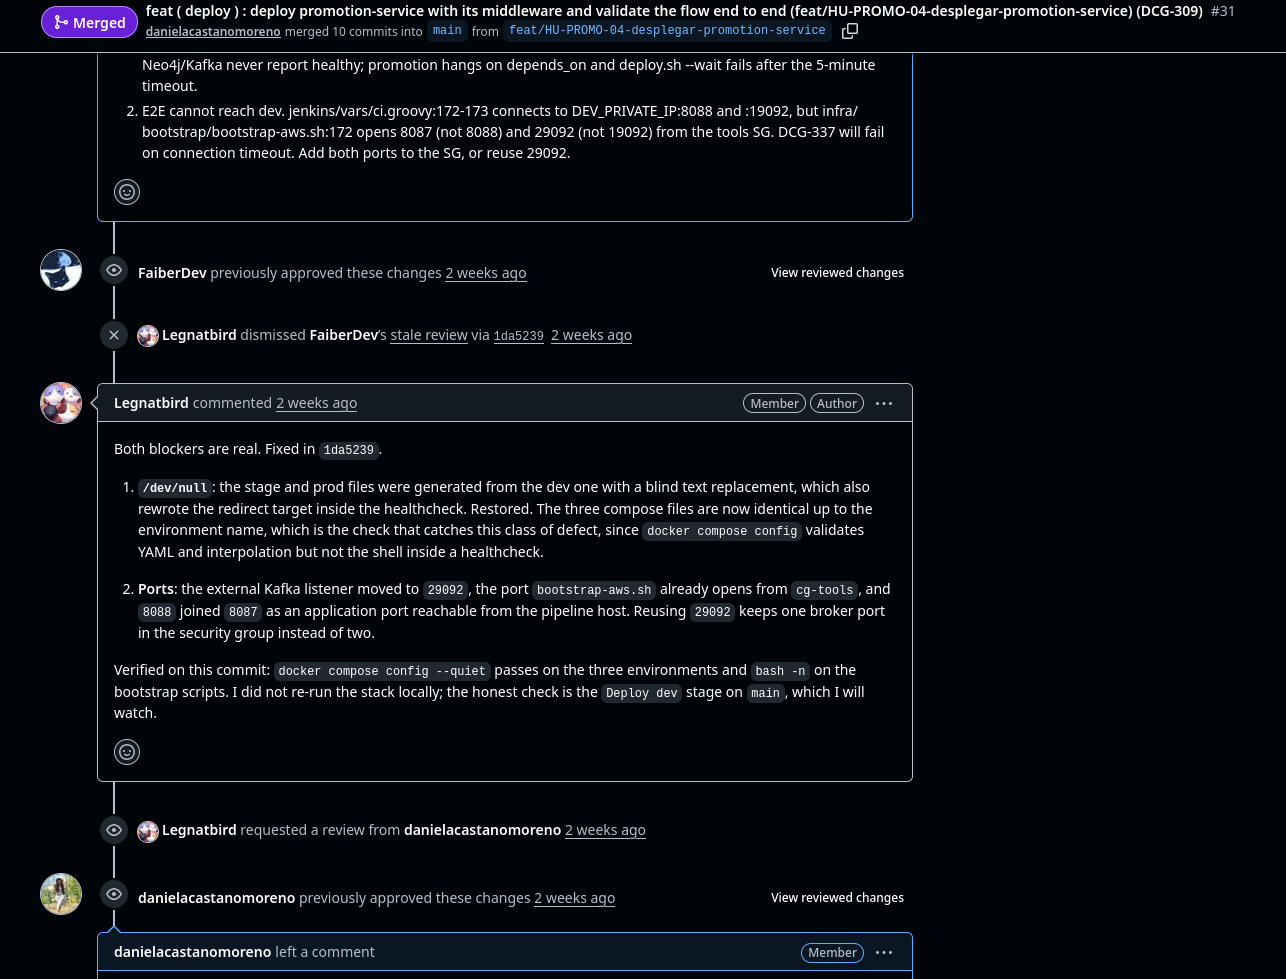 Merged
feat ( deploy ) : deploy promotion-service with its middleware and validate the flow end to end (feat/HU-PROMO-04-desplegar-promotion-service) (DCG-309) #31
danielacastanomoreno merged 10 commits into main from feat/HU-PROMO-04-desplegar-promotion-service
Neo4j/Kafka never report healthy; promotion hangs on depends_on and deploy.sh --wait fails after the 5-minute
timeout.
2. E2E cannot reach dev. jenkins/vars/ci.groovy:172-173 connects to DEV_PRIVATE_IP:8088 and :19092, but infra/
bootstrap/bootstrap-aws.sh:172 opens 8087 (not 8088) and 29092 (not 19092) from the tools SG. DCG-337 will fail
on connection timeout. Add both ports to the SG, or reuse 29092.
FaiberDev previously approved these changes 2 weeks ago
View reviewed changes
Legnatbird dismissed FaiberDev's stale review via 1da5239 2 weeks ago
Legnatbird commented 2 weeks ago
Member Author ...
Both blockers are real. Fixed in 1da5239.
1. /dev/null: the stage and prod files were generated from the dev one with a blind text replacement, which also
rewrote the redirect target inside the healthcheck. Restored. The three compose files are now identical up to the
environment name, which is the check that catches this class of defect, since docker compose config validates
YAML and interpolation but not the shell inside a healthcheck.
2. Ports: the external Kafka listener moved to 29092, the port bootstrap-aws.sh already opens from cg-tools, and
8088 joined 8087 as an application port reachable from the pipeline host. Reusing 29092 keeps one broker port
in the security group instead of two.
Verified on this commit: docker compose config --quiet passes on the three environments and bash -n on the
bootstrap scripts. I did not re-run the stack locally; the honest check is the Deploy dev stage on main, which I will
watch.
Legnatbird requested a review from danielacastanomoreno 2 weeks ago
danielacastanomoreno previously approved these changes 2 weeks ago
View reviewed changes
danielacastanomoreno left a comment
Member ...